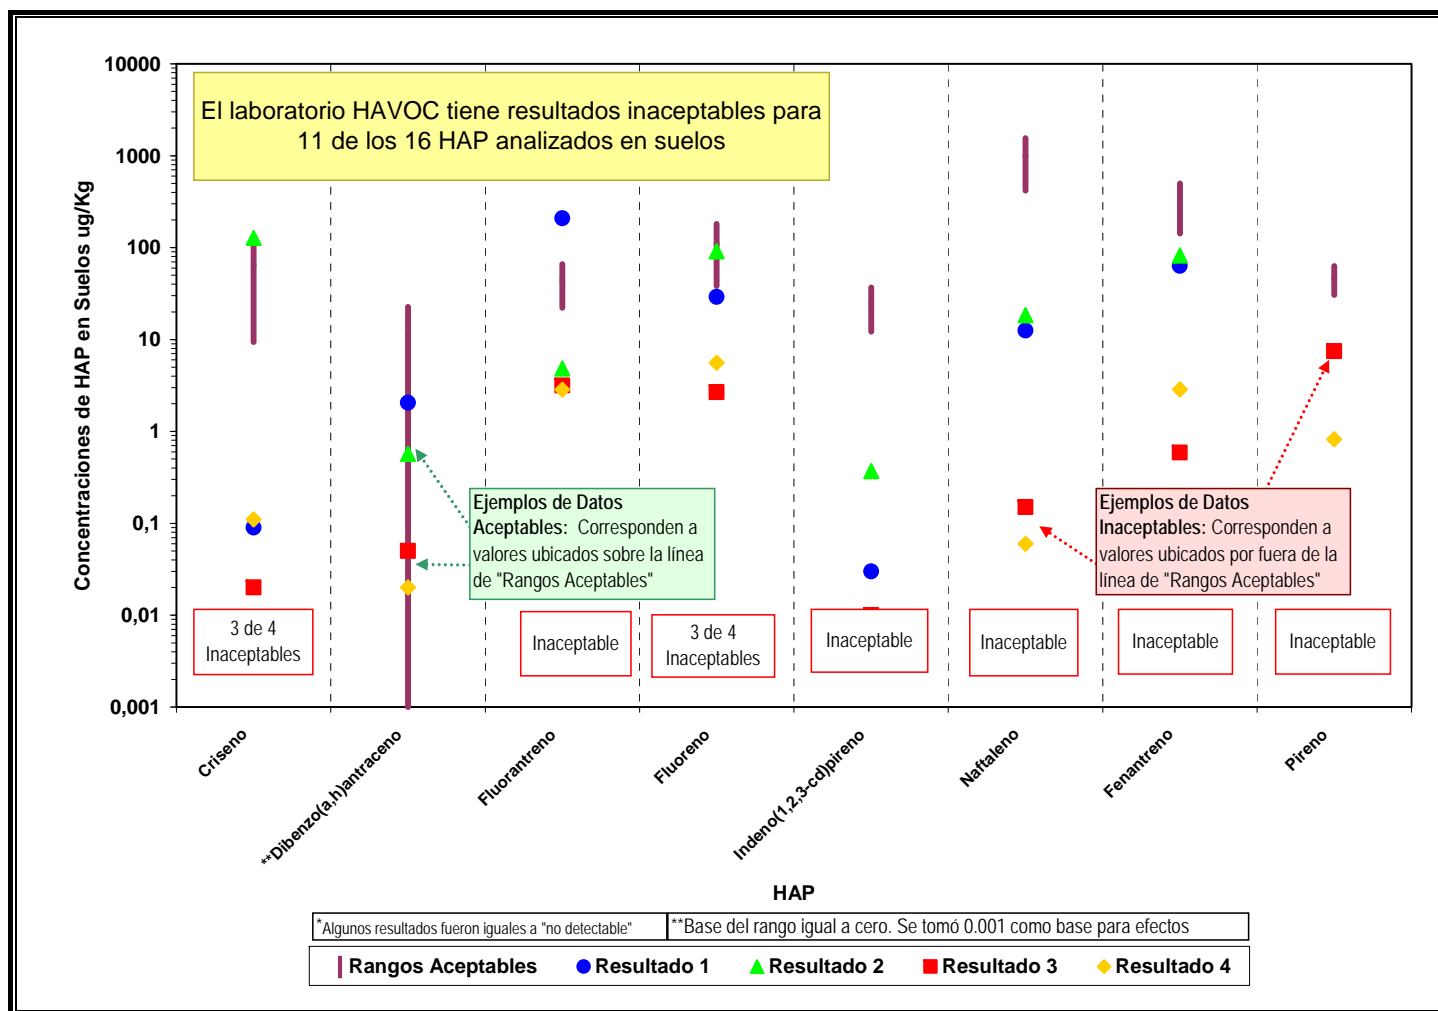 El laboratorio HAVOC tiene resultados inaceptables para
11 de los 16 HAP analizados en suelos
Concentraciones de HAP en Suelos ug/Kg
10000
1000
100
10
1
0,1
0,01
0,001
Ejemplos de Datos
Aceptables: Corresponden a
valores ubicados sobre la línea
de "Rangos Aceptables"
Ejemplos de Datos
Inaceptables: Corresponden a
valores ubicados por fuera de la
línea de "Rangos Aceptables"
3 de 4
Inaceptables
Inaceptable
3 de 4
Inaceptables
Inaceptable
Inaceptable
Inaceptable
Inaceptable
Criseno
**Dibenzo(a,h)antraceno
Fluorantreno
Fluoreno
Indeno(1,2,3-cd)pireno
Naftaleno
Fenantreno
Pireno
HAP
*Algunos resultados fueron iguales a "no detectable"
**Base del rango igual a cero. Se tomó 0.001 como base para efectos
Rangos Aceptables
Resultado 1
Resultado 2
Resultado 3
Resultado 4